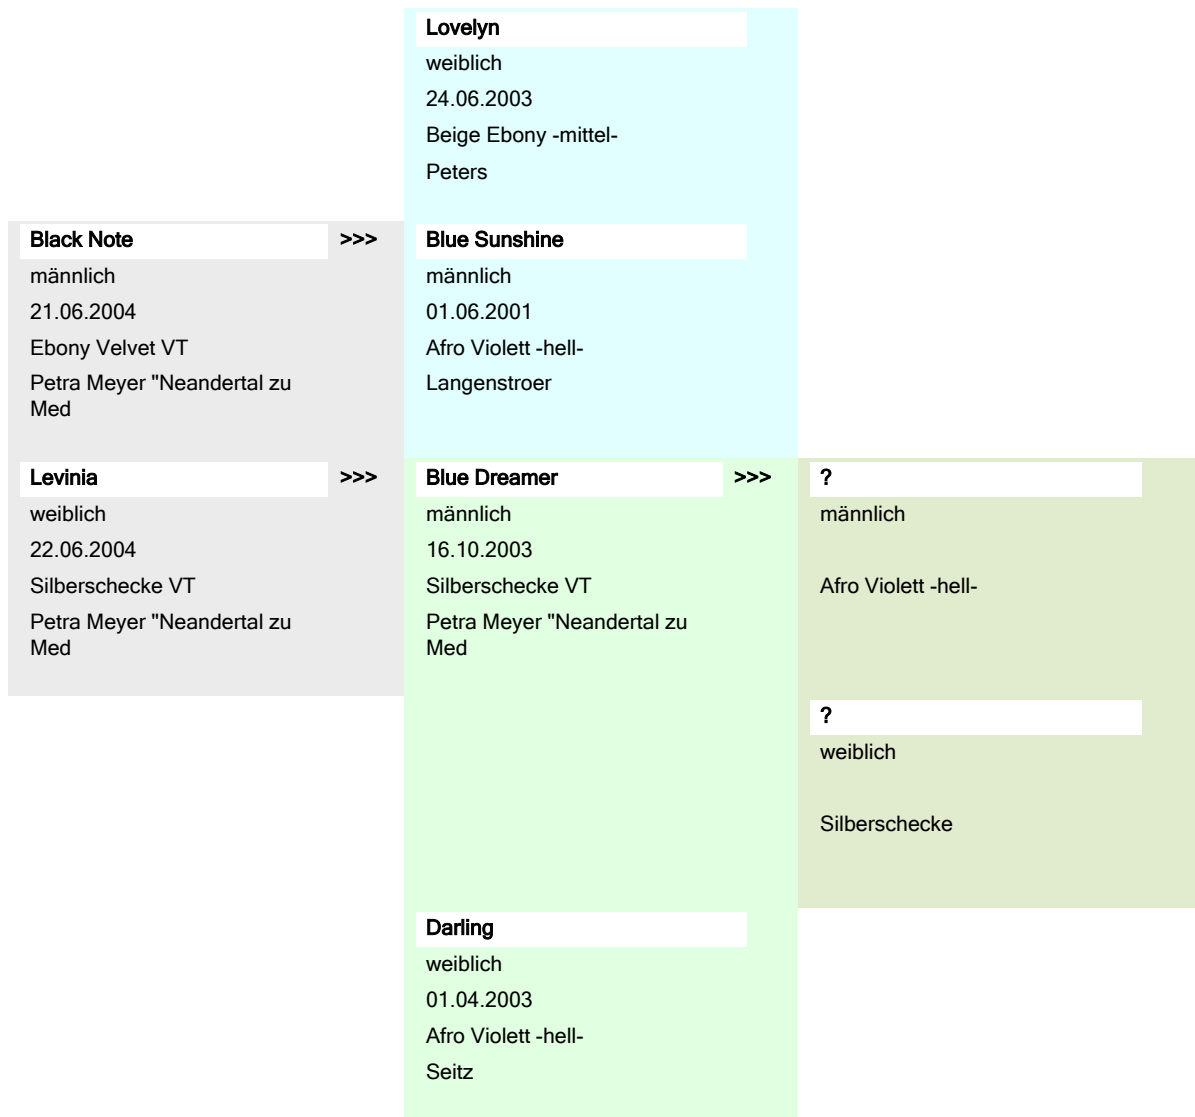 Lovelyn
weiblich
24.06.2003
Beige Ebony -mittel-
Peters
Black Note >>>
männlich
21.06.2004
Ebony Velvet VT
Petra Meyer "Neandertal zu
Med
Blue Sunshine
männlich
01.06.2001
Afro Violett -hell-
Langenstroer
Levinia >>>
weiblich
22.06.2004
Silberschecke VT
Petra Meyer "Neandertal zu
Med
Blue Dreamer >>>
männlich
16.10.2003
Silberschecke VT
Petra Meyer "Neandertal zu
Med
?
männlich
Afro Violett -hell-
?
weiblich
Silberschecke
Darling
weiblich
01.04.2003
Afro Violett -hell-
Seitz